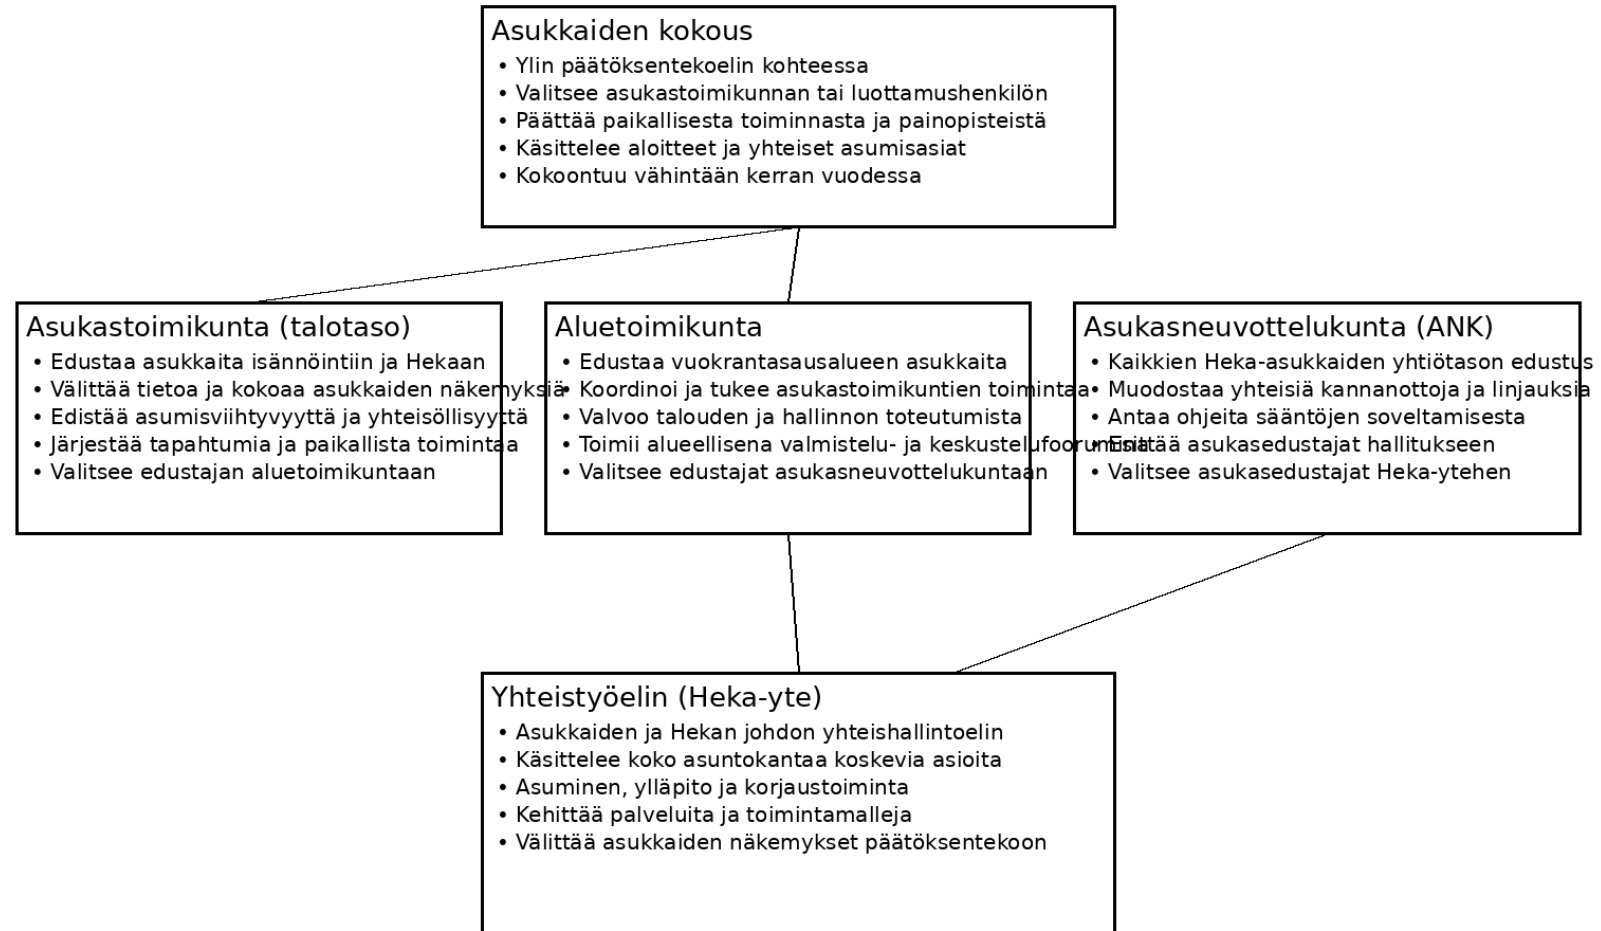 Asukkaiden kokous
• Ylin päätöksentekoelin kohteessa
• Valitsee asukastoimikunnan tai luottamushenkilön
• Päättää paikallisesta toiminnasta ja painopisteistä
• Käsittelee aloitteet ja yhteiset asumisasiat
• Kokoontuu vähintään kerran vuodessa
Asukastoimikunta (talotaso)
• Edustaa asukkaita isännöintiin ja Hekaan
• Välittää tietoa ja kokoaa asukkaiden näkemyksiä
• Edistää asumisviihtyvyyttä ja yhteisöllisyyttä
• Järjestää tapahtumia ja paikallista toimintaa
• Valitsee edustajan aluetoimikuntaan
Aluetoimikunta
• Edustaa vuokrantasausalueen asukkaita
• Koordinoi ja tukee asukastoimikuntien toimintaa
• Valvoo talouden ja hallinnon toteutumista
• Toimii alueellisena valmistelu- ja keskustelufoorumina
• Valitsee edustajat asukasneuvottelukuntaan
Asukasneuvottelukunta (ANK)
• Kaikkien Heka-asukkaiden yhtiötason edustus
• Muodostaa yhteisiä kannanottoja ja linjauksia
• Antaa ohjeita sääntöjen soveltamisesta
• Esittää asukasedustajat hallitukseen
• Valitsee asukasedustajat Heka-ytehen
Yhteistyöelin (Heka-yte)
• Asukkaiden ja Hekan johdon yhteishallintoelin
• Käsittelee koko asuntokantaa koskevia asioita
• Asuminen, ylläpito ja korjaustoiminta
• Kehittää palveluita ja toimintamalleja
• Välittää asukkaiden näkemykset päätöksentekoon